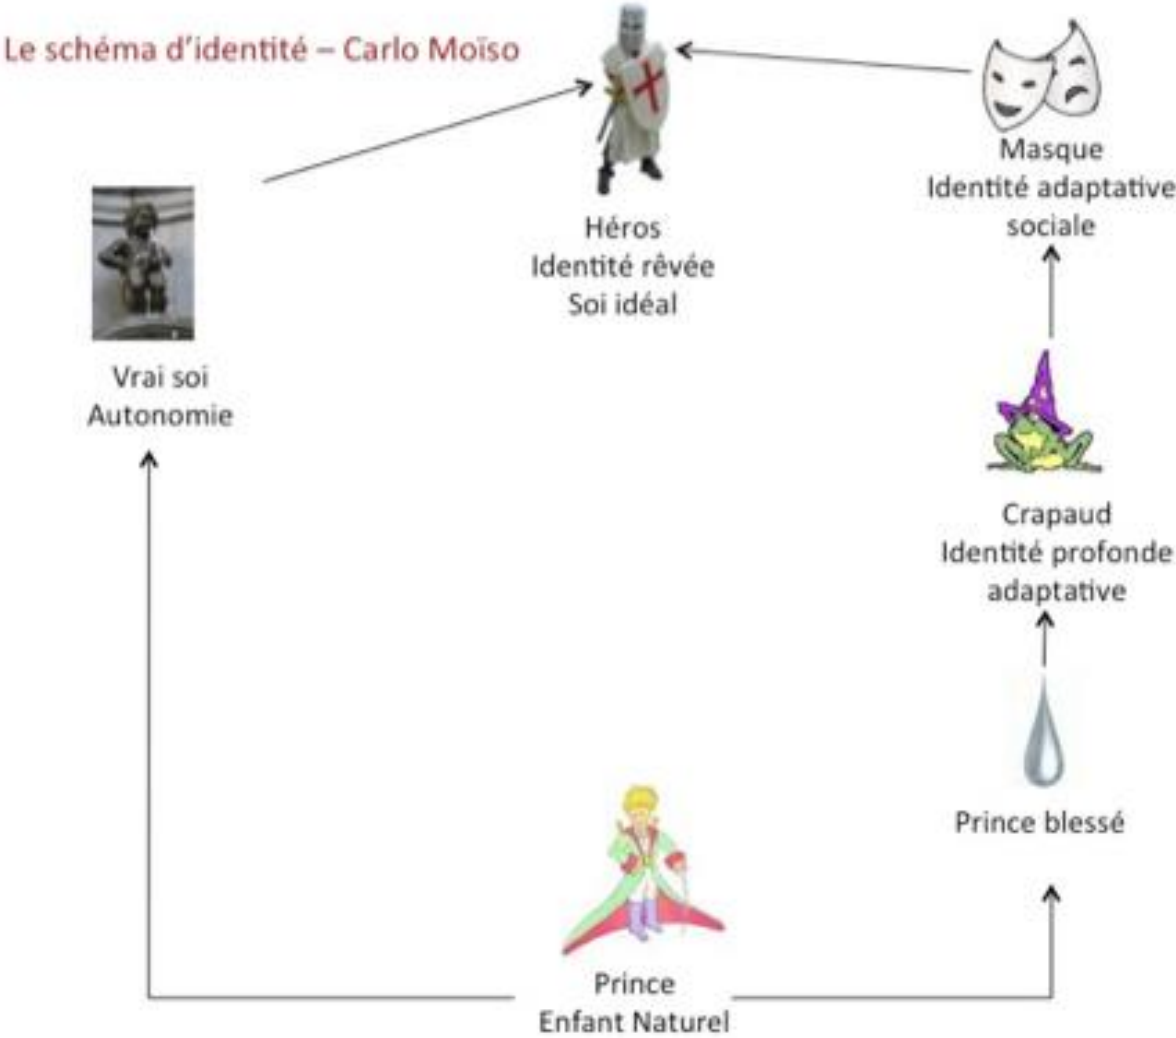 Le schéma d'identité – Carlo Moïso
Masque
Identité adaptative
sociale
Héros
Identité rêvée
Soi idéal
Vrai soi
Autonomie
Crapaud
Identité profonde
adaptative
Prince blessé
Prince
Enfant Naturel